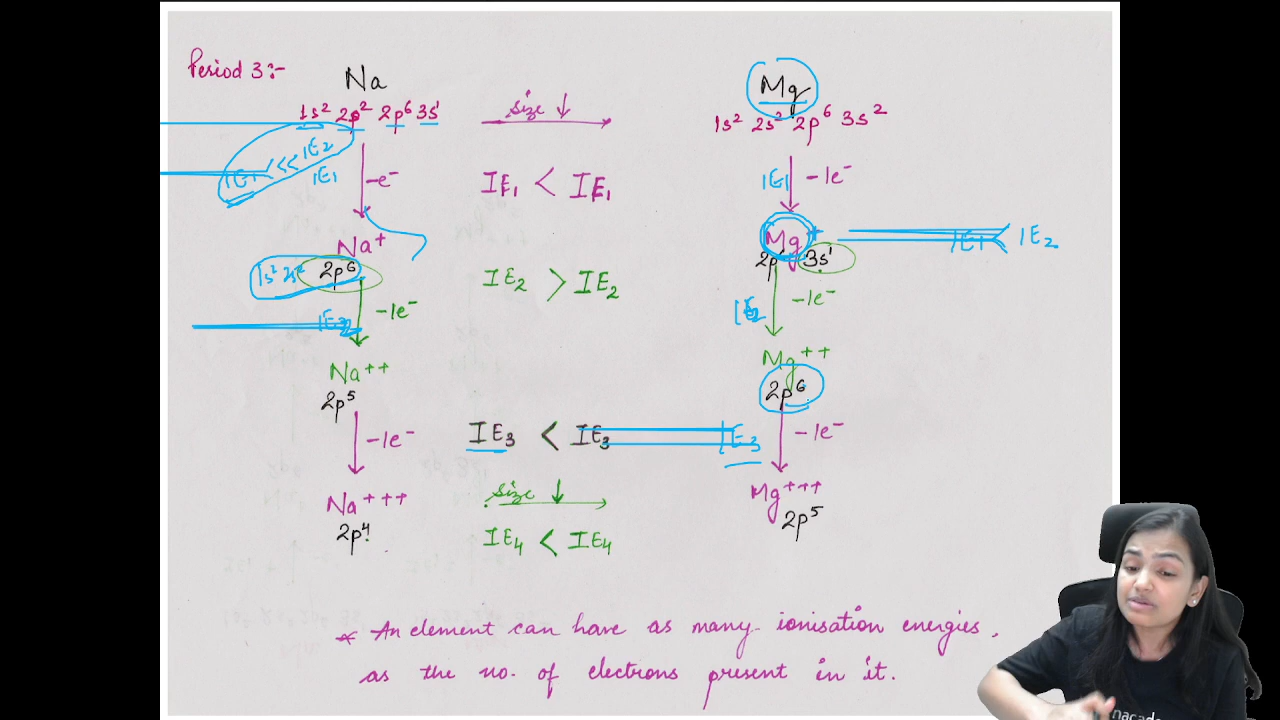 Period 3:-
Na
Mg
1s² 2p² 2p⁶ 3s¹
size ↓
1s² 2s² 2p⁶ 3s²
IE1 << IE2
IE1
-e⁻
IE₁ < IE₁
IE1
-1e⁻
Na⁺
Mg⁺
IE1 < IE2
1s² 2s² 2p⁶
2p⁶ 3s¹
IE₂ > IE₂
-1e⁻
IE2
IE2
-1e⁻
Na⁺⁺
Mg⁺⁺
2p⁵
2p⁶
-1e⁻
IE₃ < IE₃
IE3
-1e⁻
Na⁺⁺⁺
size ↓
Mg⁺⁺⁺
2p⁴
2p⁵
IE₄ < IE₄
* An element can have as many ionisation energies,
as the no. of electrons present in it.